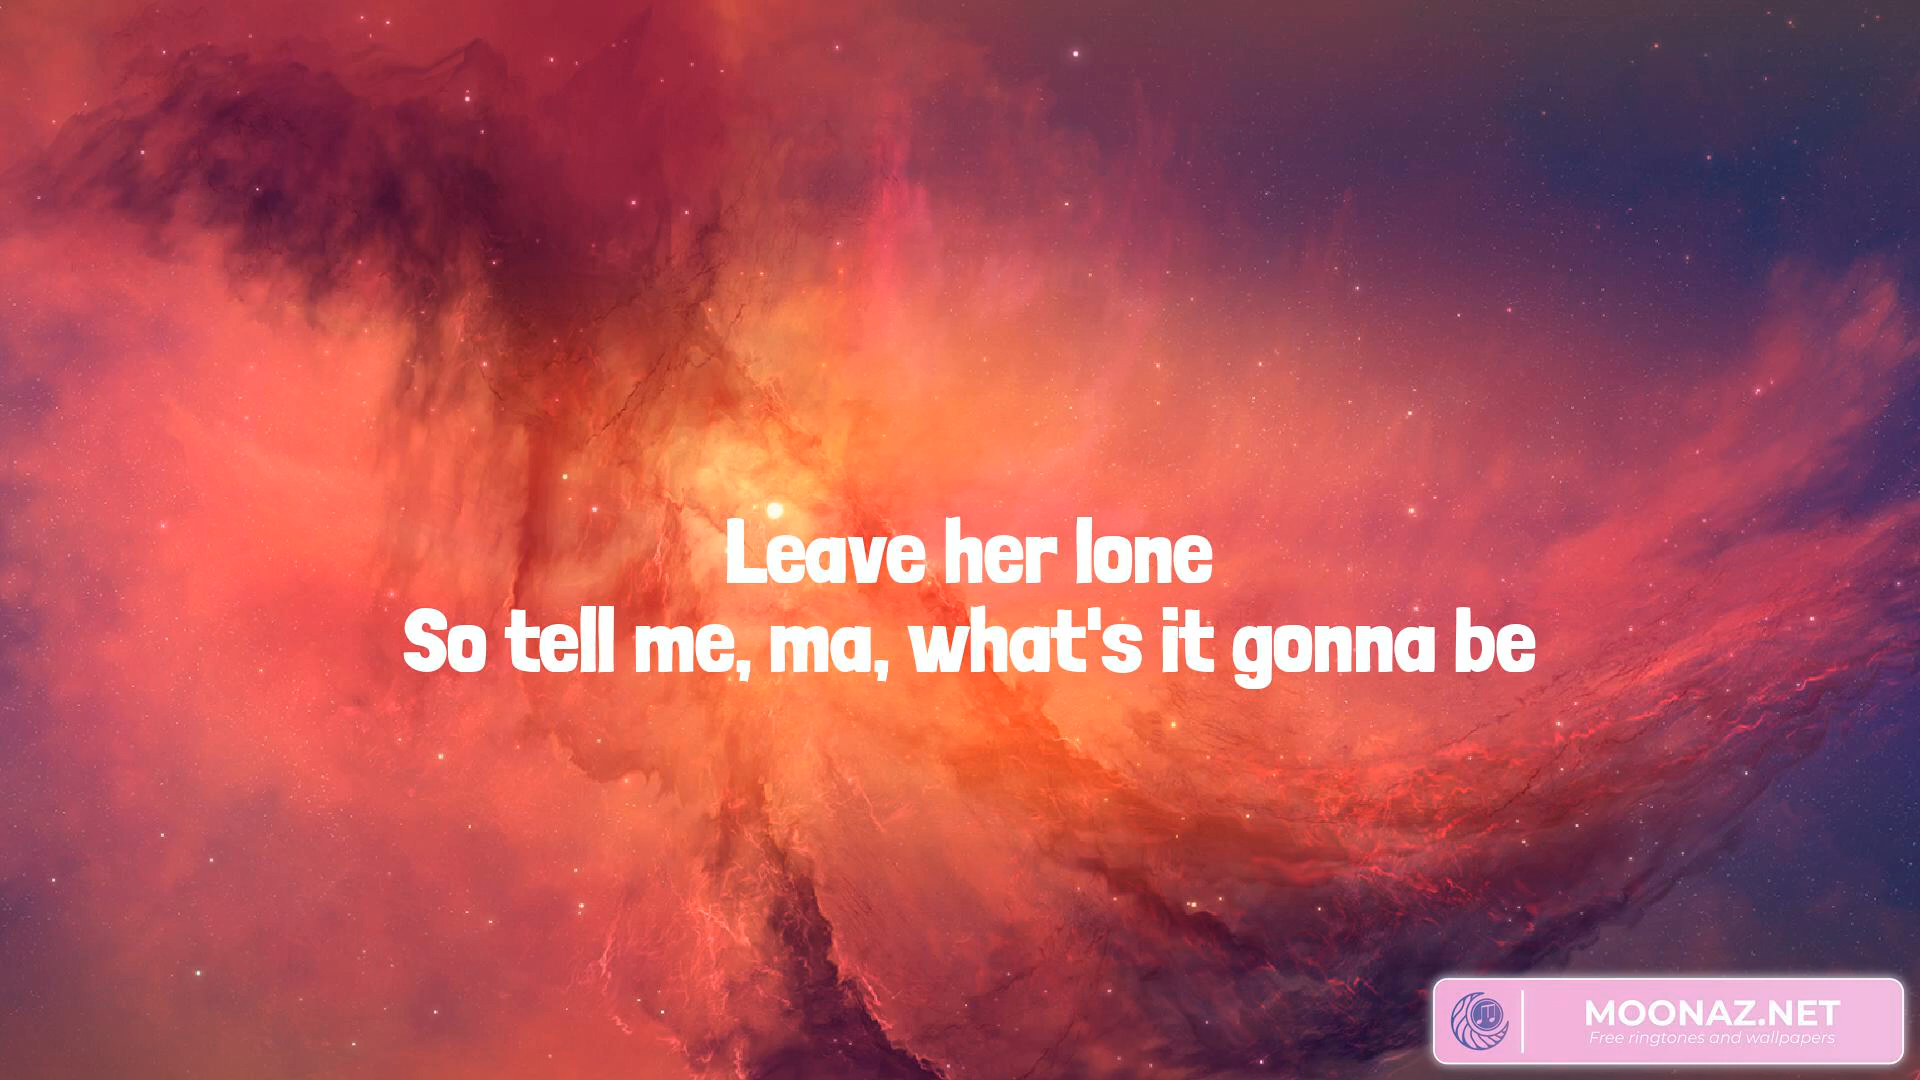 Leave her lone
So tell me, ma, what's it gonna be
MOONAZ.NET
Free ringtones and wallpapers